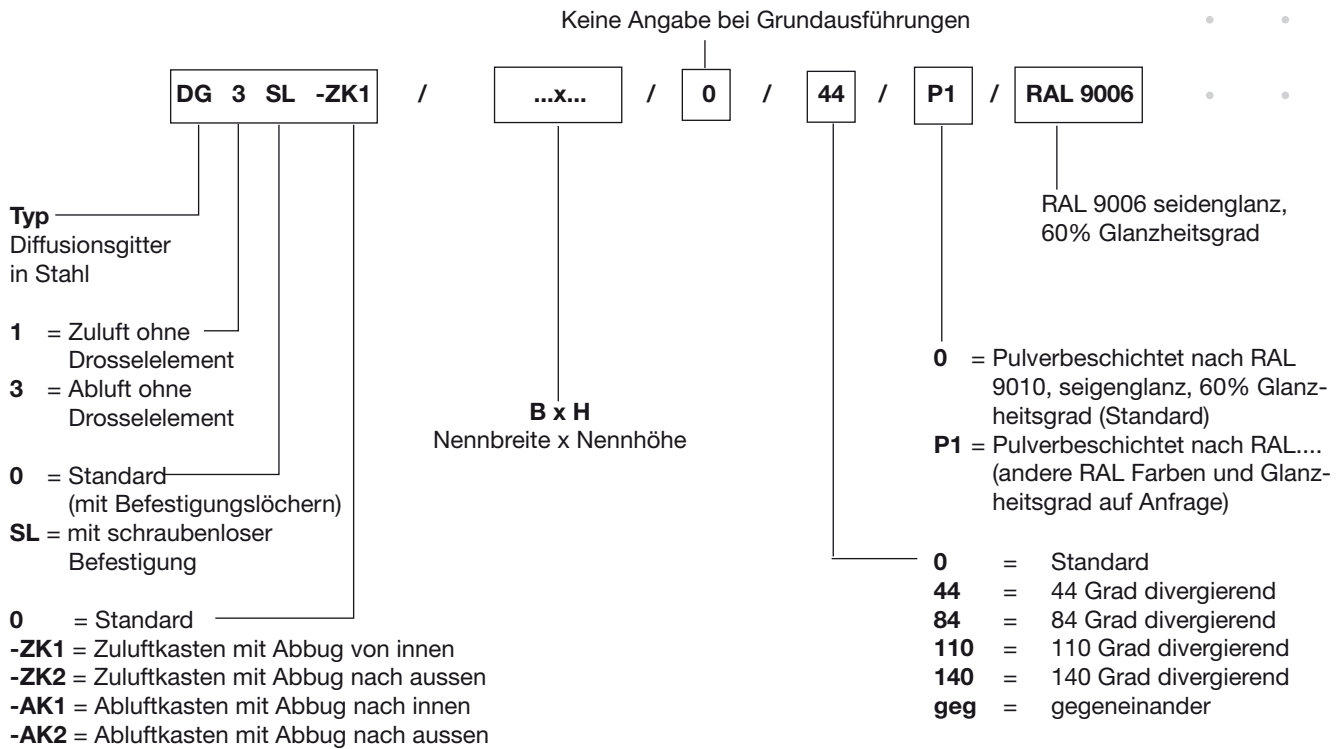 Keine Angabe bei Grundausführungen
DG 3 SL -ZK1 / ...x... / 0 / 44 / P1 / RAL 9006
Typ
Diffusionsgitter
in Stahl
1 = Zuluft ohne
Drosselelement
3 = Abluft ohne
Drosselelement
0 = Standard
(mit Befestigungslöchern)
SL = mit schraubenloser
Befestigung
0 = Standard
-ZK1 = Zuluftkasten mit Abbug von innen
-ZK2 = Zuluftkasten mit Abbug nach aussen
-AK1 = Abluftkasten mit Abbug nach innen
-AK2 = Abluftkasten mit Abbug nach aussen
B x H
Nennbreite x Nennhöhe
RAL 9006 seidenglanz,
60% Glanzheitsgrad
0 = Pulverbeschichtet nach RAL
9010, seigenglanz, 60% Glanz-
heitsgrad (Standard)
P1 = Pulverbeschichtet nach RAL....
(andere RAL Farben und Glanz-
heitsgrad auf Anfrage)
0 = Standard
44 = 44 Grad divergierend
84 = 84 Grad divergierend
110 = 110 Grad divergierend
140 = 140 Grad divergierend
geg = gegeneinander